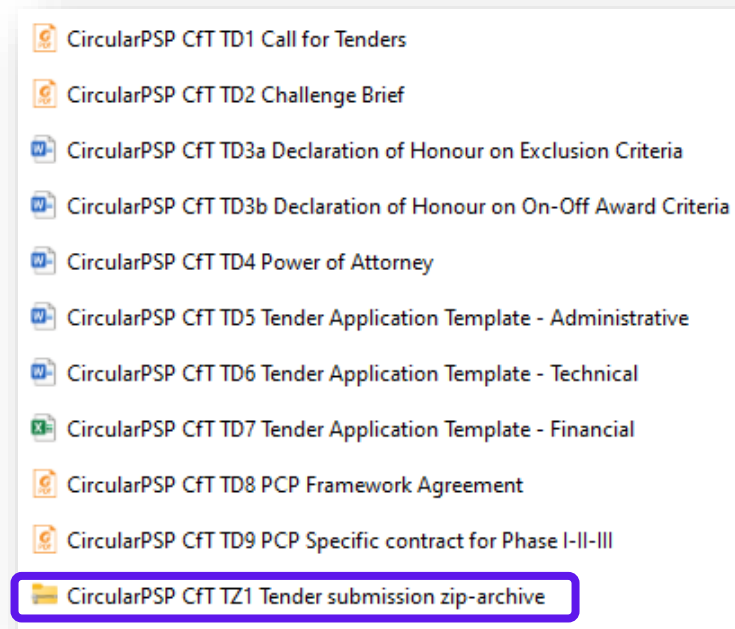 CircularPSP CfT TD1 Call for Tenders
CircularPSP CfT TD2 Challenge Brief
CircularPSP CfT TD3a Declaration of Honour on Exclusion Criteria
CircularPSP CfT TD3b Declaration of Honour on On-Off Award Criteria
CircularPSP CfT TD4 Power of Attorney
CircularPSP CfT TD5 Tender Application Template - Administrative
CircularPSP CfT TD6 Tender Application Template - Technical
CircularPSP CfT TD7 Tender Application Template - Financial
CircularPSP CfT TD8 PCP Framework Agreement
CircularPSP CfT TD9 PCP Specific contract for Phase I-II-III
CircularPSP CfT TZ1 Tender submission zip-archive